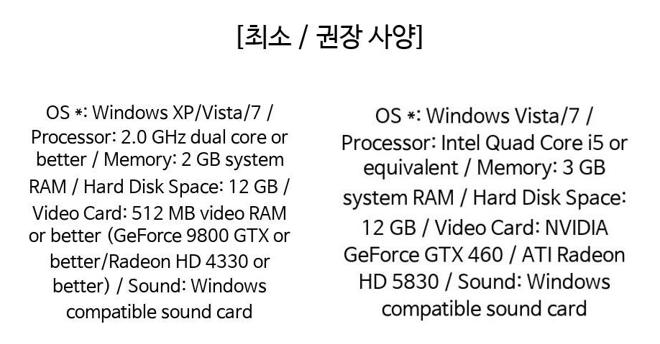 [최소 / 권장 사양]
OS *: Windows XP/Vista/7 /
Processor: 2.0 GHz dual core or
better / Memory: 2 GB system
RAM / Hard Disk Space: 12 GB /
Video Card: 512 MB video RAM
or better (GeForce 9800 GTX or
better/Radeon HD 4330 or
better) / Sound: Windows
compatible sound card
OS *: Windows Vista/7 /
Processor: Intel Quad Core i5 or
equivalent / Memory: 3 GB
system RAM / Hard Disk Space:
12 GB / Video Card: NVIDIA
GeForce GTX 460 / ATI Radeon
HD 5830 / Sound: Windows
compatible sound card